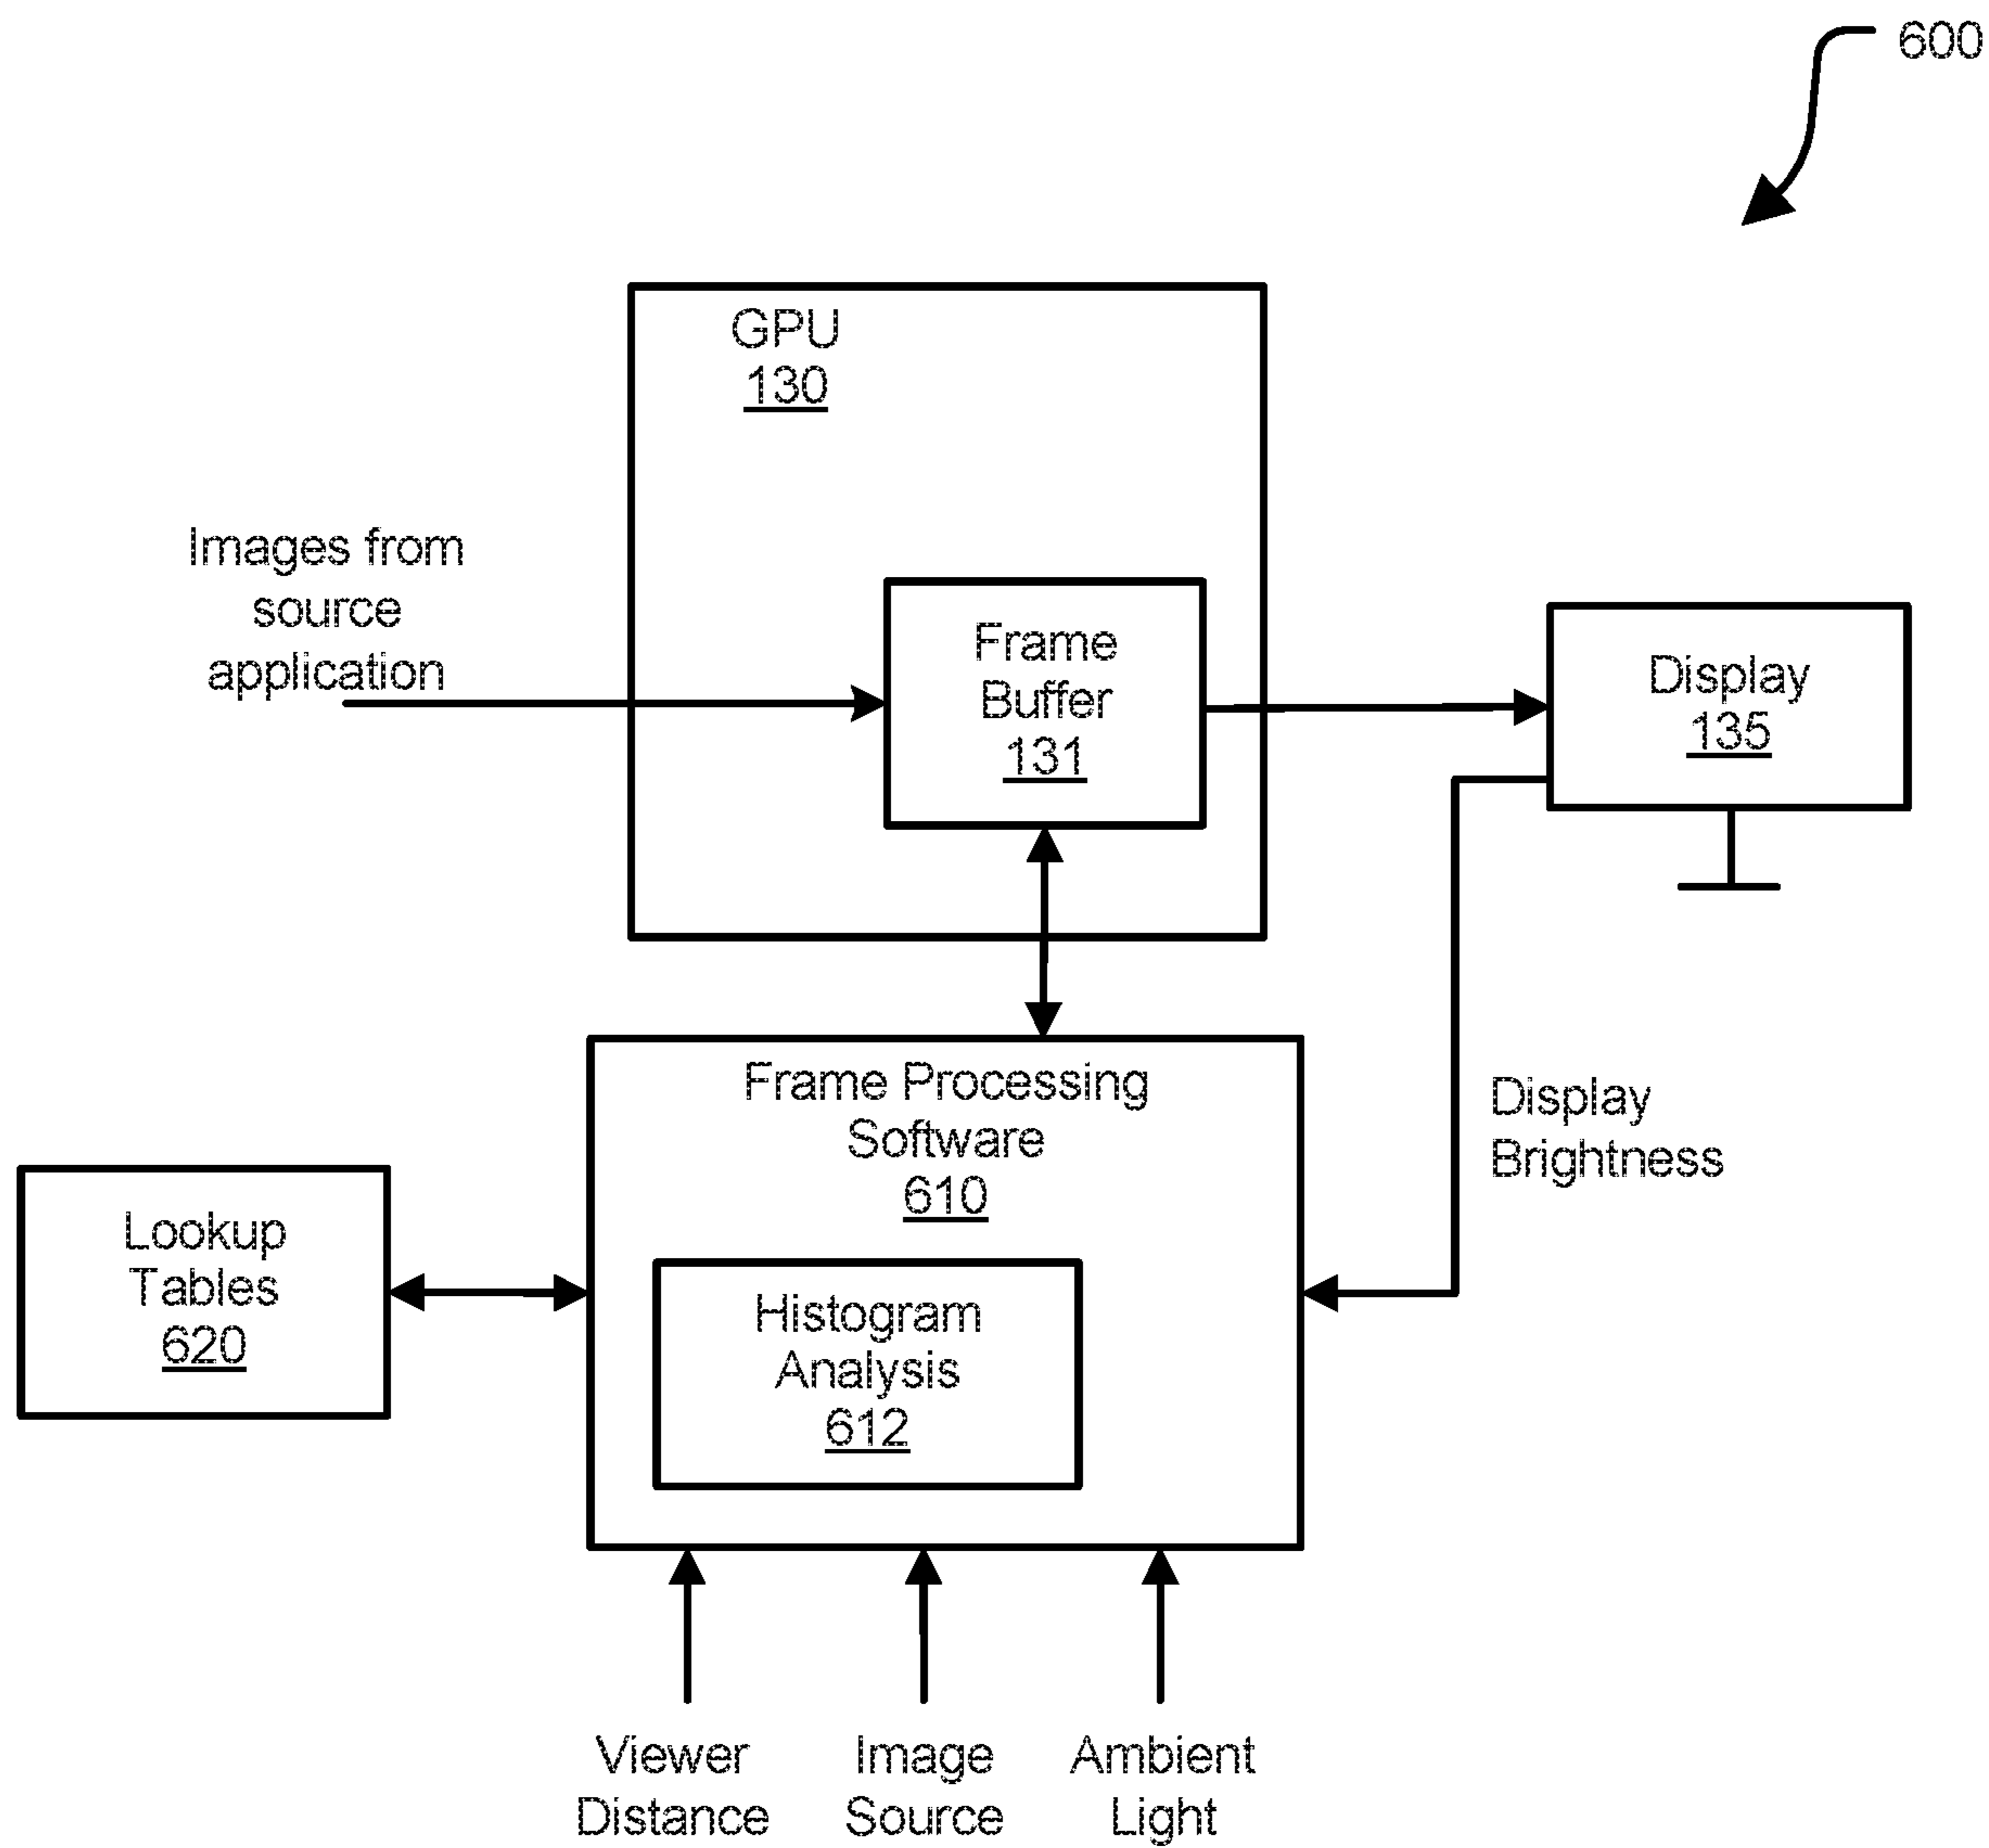 600
GPU
130
Images from
source
application
Frame
Buffer
131
Display
135
Frame Processing
Software
610
Display
Brightness
Lookup
Tables
620
Histogram
Analysis
612
Viewer
Distance
Image
Source
Ambient
Light